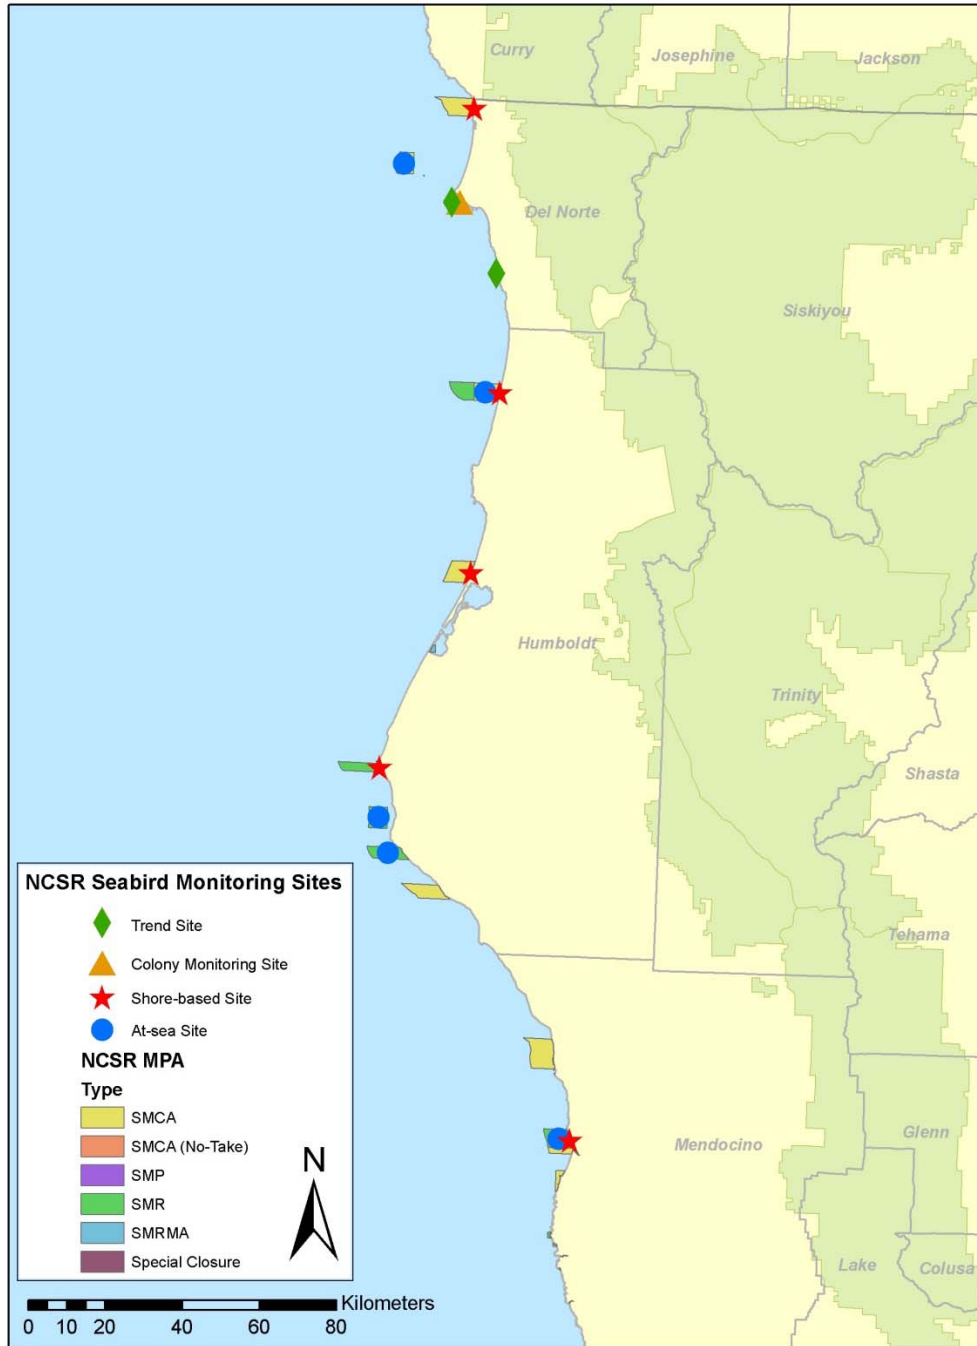 Curry
Josephine
Jackson
Del Norte
Siskiyou
Humboldt
Trinity
Shasta
Tehama
Mendocino
Glenn
Lake
Colusa
NCSR Seabird Monitoring Sites
Trend Site
Colony Monitoring Site
Shore-based Site
At-sea Site
NCSR MPA
Type
SMCA
SMCA (No-Take)
SMP
SMR
SMRMA
Special Closure
N
Kilometers
0 10 20 40 60 80